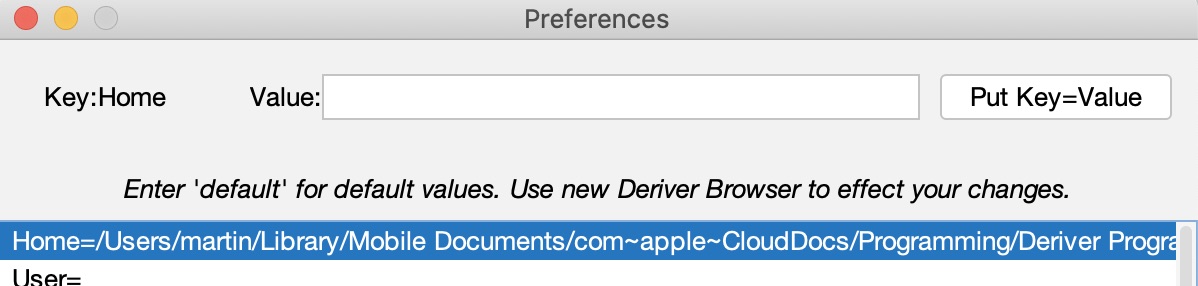 Preferences
Key:Home Value: Put Key=Value
Enter 'default' for default values. Use new Deriver Browser to effect your changes.
Home=/Users/martin/Library/Mobile Documents/com~apple~CloudDocs/Programming/Deriver Progra
User=